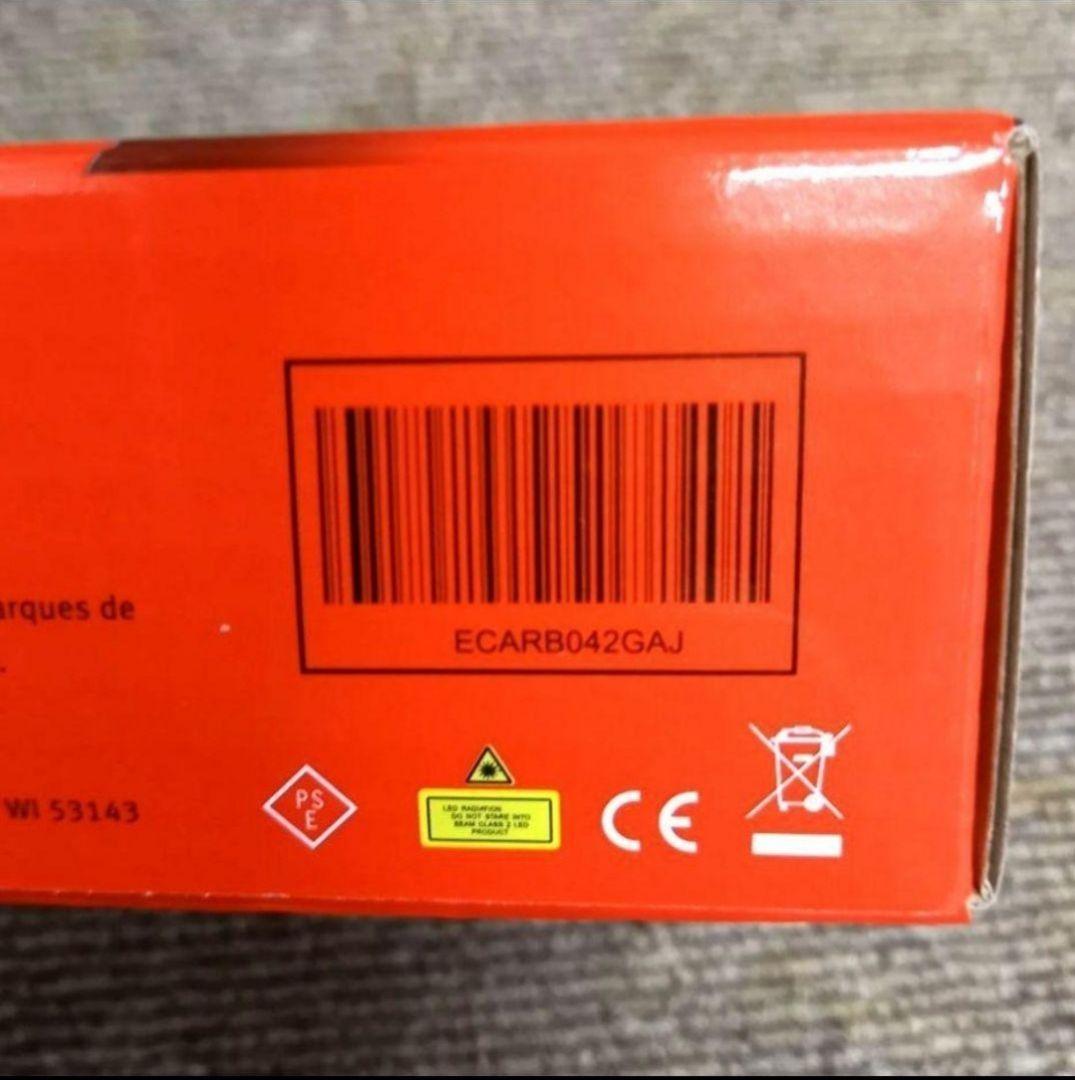 arques de
ECARB042GAJ
WI 53143
PS
E
LED RADIATION
DO NOT STARE INTO
BEAM CLASS 2 LED
PRODUCT
CE